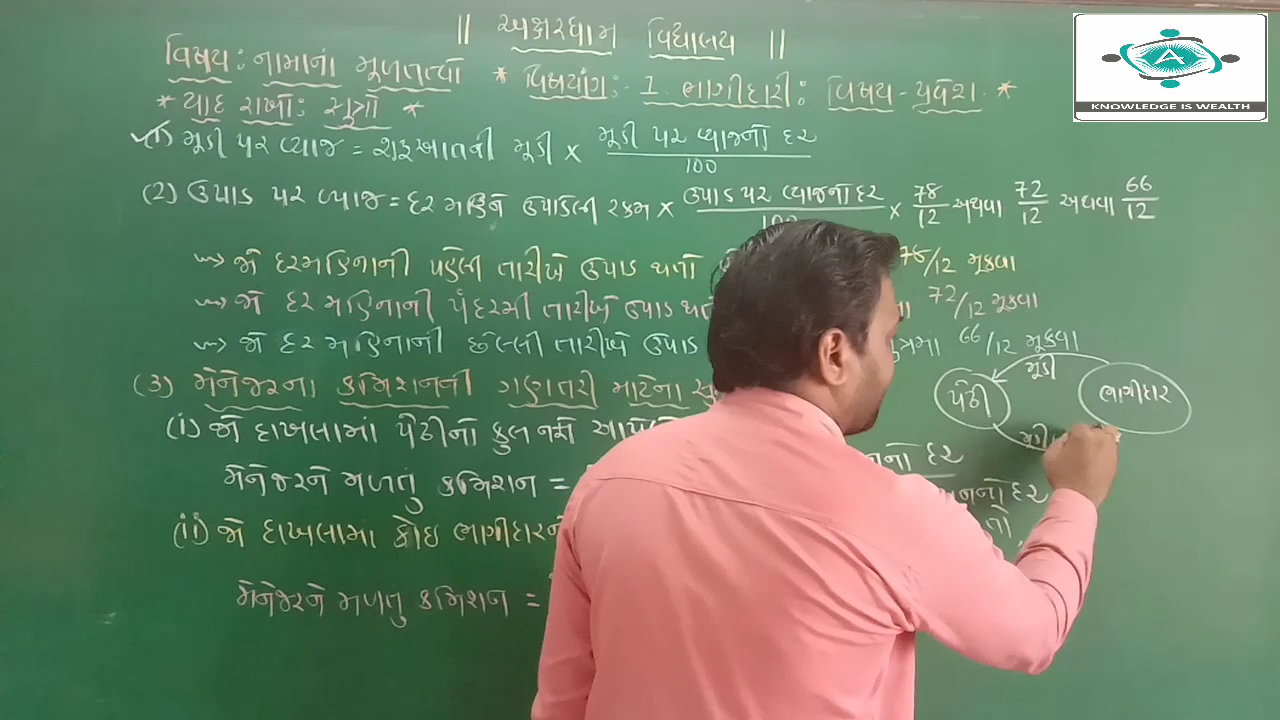 || અક્ષરધામ વિદ્યાલય ||
વિષય: નામાનાં મૂળતત્વો * વિષયાંગ:- 1. ભાગીદારી: વિષય-પ્રવેશ *
* યાદ રાખો: સુત્રો *
(1) મૂડી પર વ્યાજ = શરૂઆતની મૂડી × મૂડી પર વ્યાજનો દર / 100
(2) ઉપાડ પર વ્યાજ = દર મહિને ઉપાડેલી રકમ × ઉપાડ પર વ્યાજનો દર / 100 × 78/12 અથવા 72/12 અથવા 66/12
જો દરમહિનાની પહેલી તારીખે ઉપાડ થતો 78/12 મૂકવા
જો દર મહિનાની પંદરમી તારીખે ઉપાડ 72/12 મૂકવા
જો દર મહિનાની છેલ્લી તારીખે ઉપાડ 66/12 મૂકવા
(3) મેનેજરના કમિશનની ગણતરી માટેના
(i) જો દાખલામાં પેઢીનો કુલ નફો
મેનેજરને મળતુ કમિશન = દર
(ii) જો દાખલામાં કોઇ ભાગીદારનો
મેનેજરને મળતુ કમિશન =
મૂડી
પેઢી ભાગીદાર
KNOWLEDGE IS WEALTH